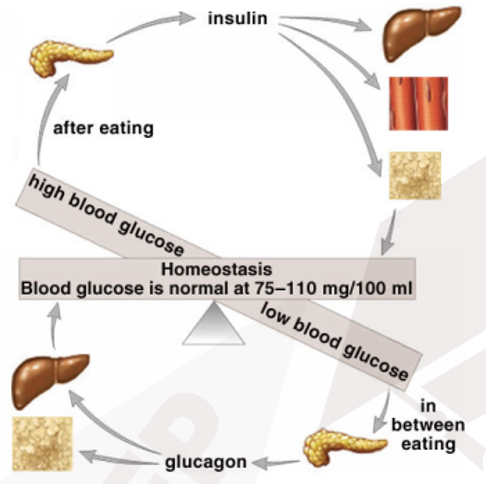 insulin
after eating
high blood glucose
Homeostasis
Blood glucose is normal at 75–110 mg/100 ml
low blood glucose
in
between
eating
glucagon